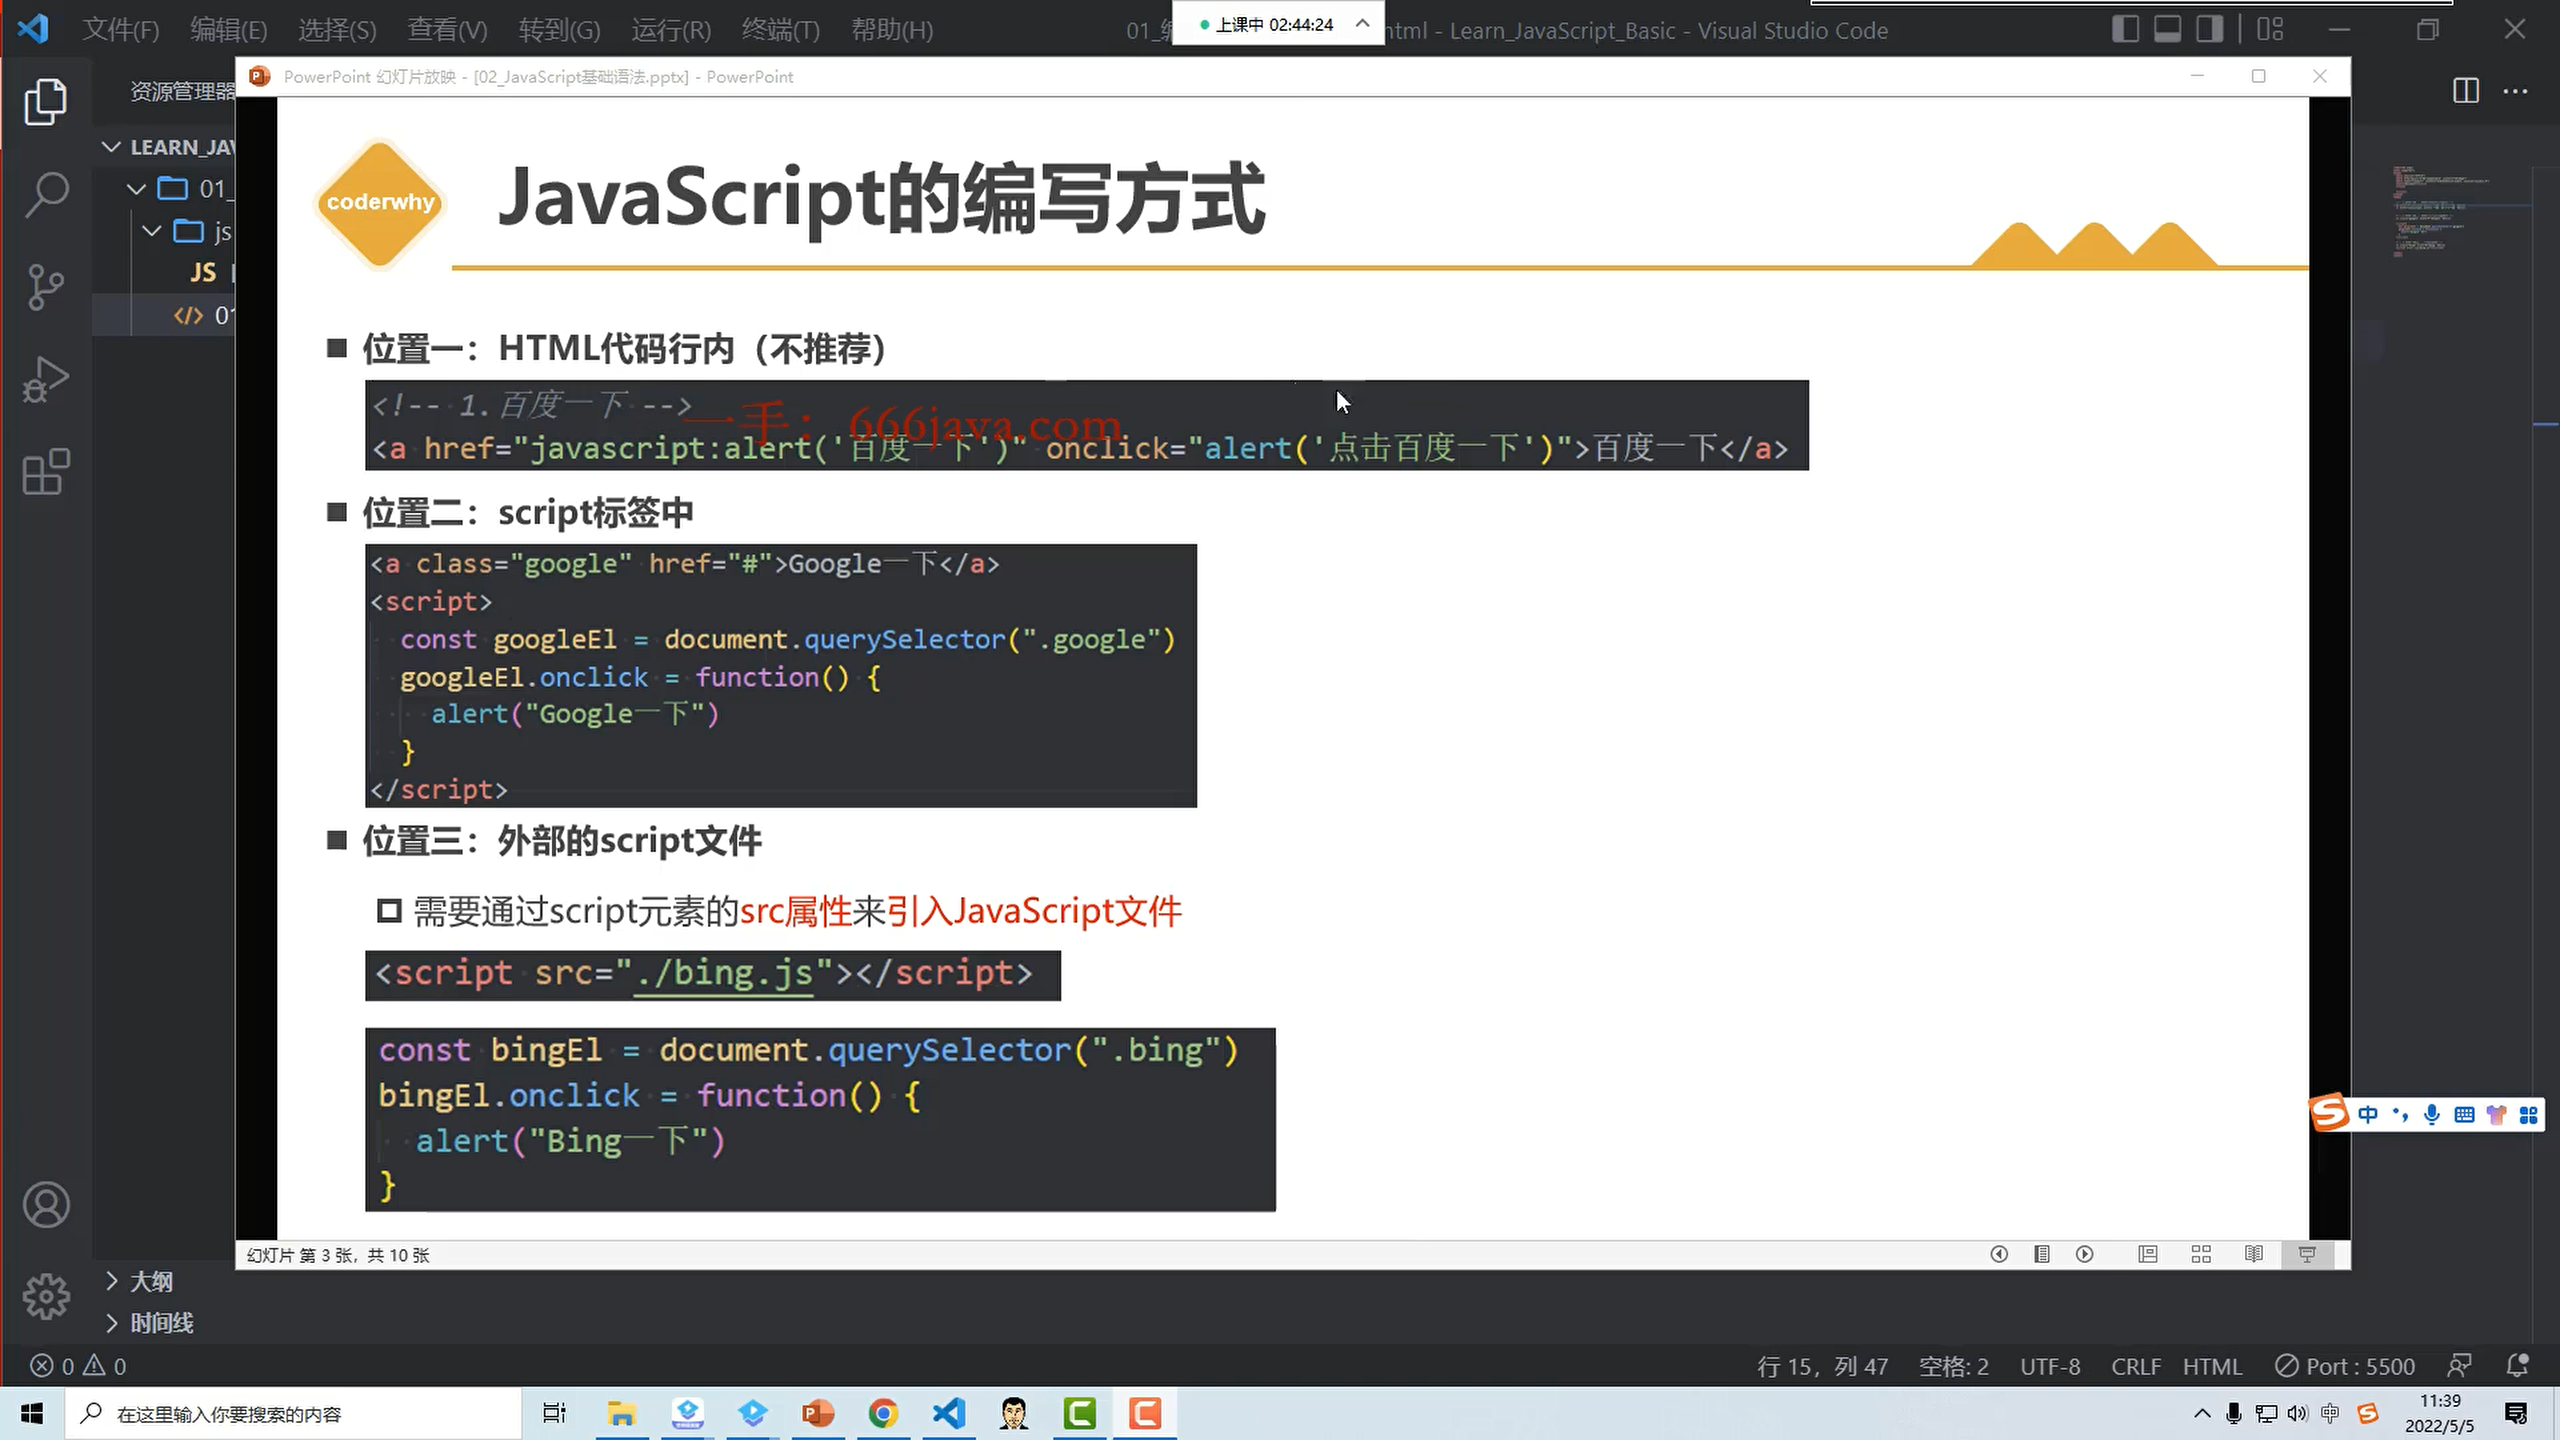 文件(F) 编辑(E) 选择(S) 查看(V) 转到(G) 运行(R) 终端(T) 帮助(H)
上课中 02:44:24
html - Learn_JavaScript_Basic - Visual Studio Code
资源管理器
PowerPoint 幻灯片放映 - [02_JavaScript基础语法.pptx] - PowerPoint
LEARN_JAV
01_
js
JS
01
coderwhy
JavaScript的编写方式
位置一：HTML代码行内（不推荐）
<!-- 1.百度一下 -->
一手：666java.com
<a href="javascript:alert('百度一下')" onclick="alert('点击百度一下')">百度一下</a>
位置二：script标签中
<a class="google" href="#">Google一下</a>
<script>
const googleEl = document.querySelector(".google")
googleEl.onclick = function() {
alert("Google一下")
}
</script>
位置三：外部的script文件
需要通过script元素的src属性来引入JavaScript文件
<script src="./bing.js"></script>
const bingEl = document.querySelector(".bing")
bingEl.onclick = function() {
alert("Bing一下")
}
中
幻灯片 第 3 张，共 10 张
大纲
时间线
0 0
行 15，列 47 空格: 2 UTF-8 CRLF HTML Port : 5500
在这里输入你要搜索的内容
中
11:39
2022/5/5